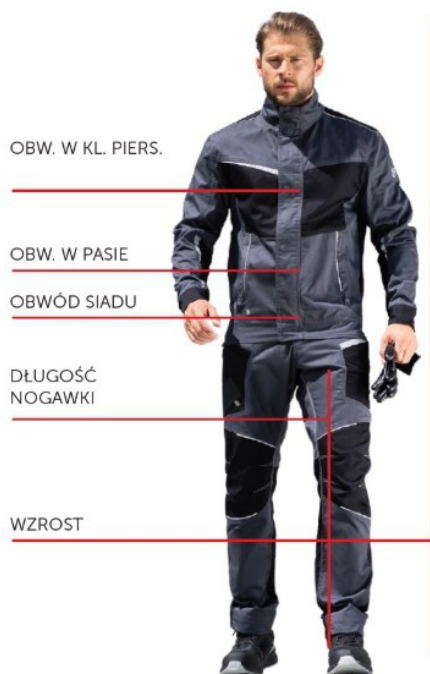 OBW. W KL. PIERS.
OBW. W PASIE
OBWÓD SIADU
DŁUGOŚĆ
NOGAWKI
WZROST